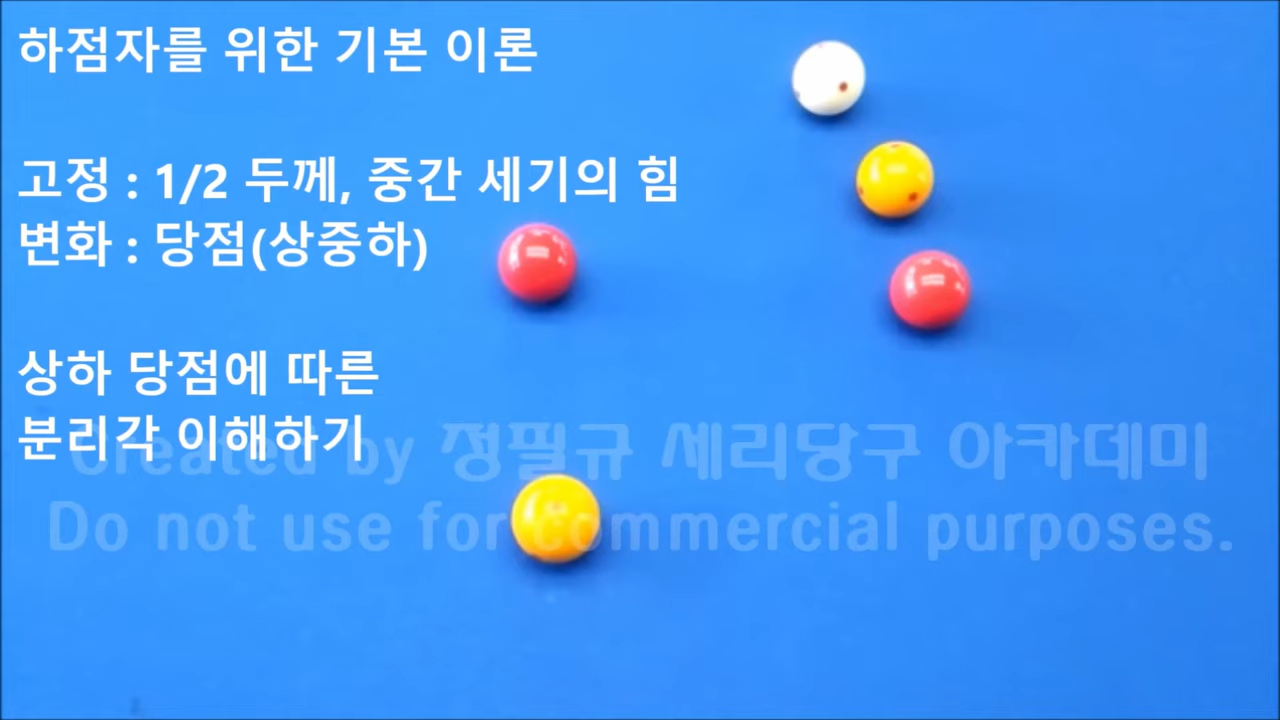 하점자를 위한 기본 이론
고정 : 1/2 두께, 중간 세기의 힘
변화 : 당점(상중하)
상하 당점에 따른
분리각 이해하기
Created by 정필규 세리당구 아카데미
Do not use for commercial purposes.